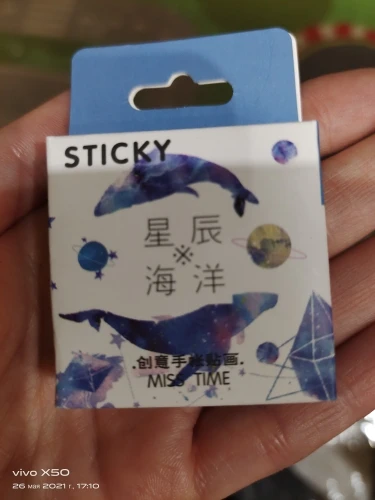 STICKY
星辰
※
海洋
.创意手帐贴画.
MISS TIME
vivo X50
26 мая 2021 г., 17:10